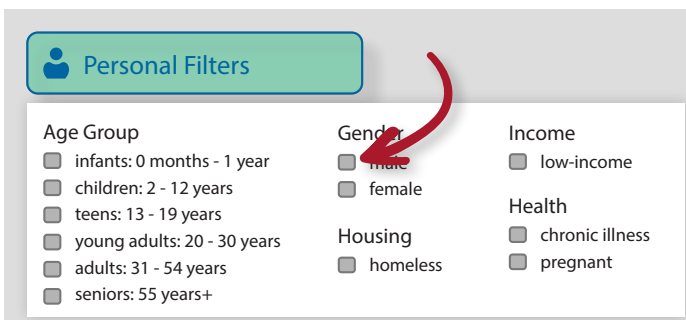 Personal Filters
Age Group
infants: 0 months - 1 year
children: 2 - 12 years
teens: 13 - 19 years
young adults: 20 - 30 years
adults: 31 - 54 years
seniors: 55 years+
Gender
male
female
Housing
homeless
Income
low-income
Health
chronic illness
pregnant